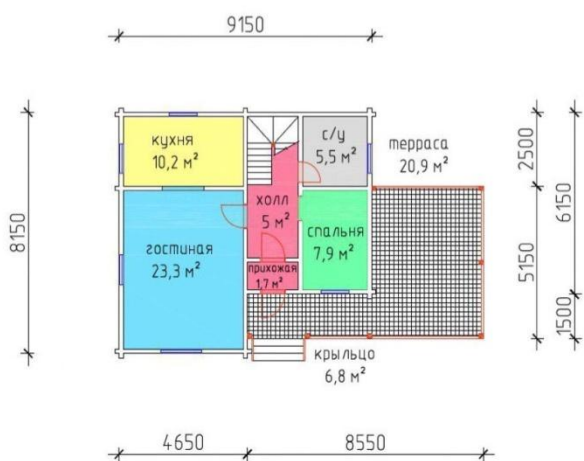 9150
кухня
10,2 м²
с/у
5,5 м²
терраса
20,9 м²
2500
6150
8150
холл
5 м²
гостиная
23,3 м²
спальня
7,9 м²
5150
прихожая
1,7 м²
1500
крыльцо
6,8 м²
4650
8550